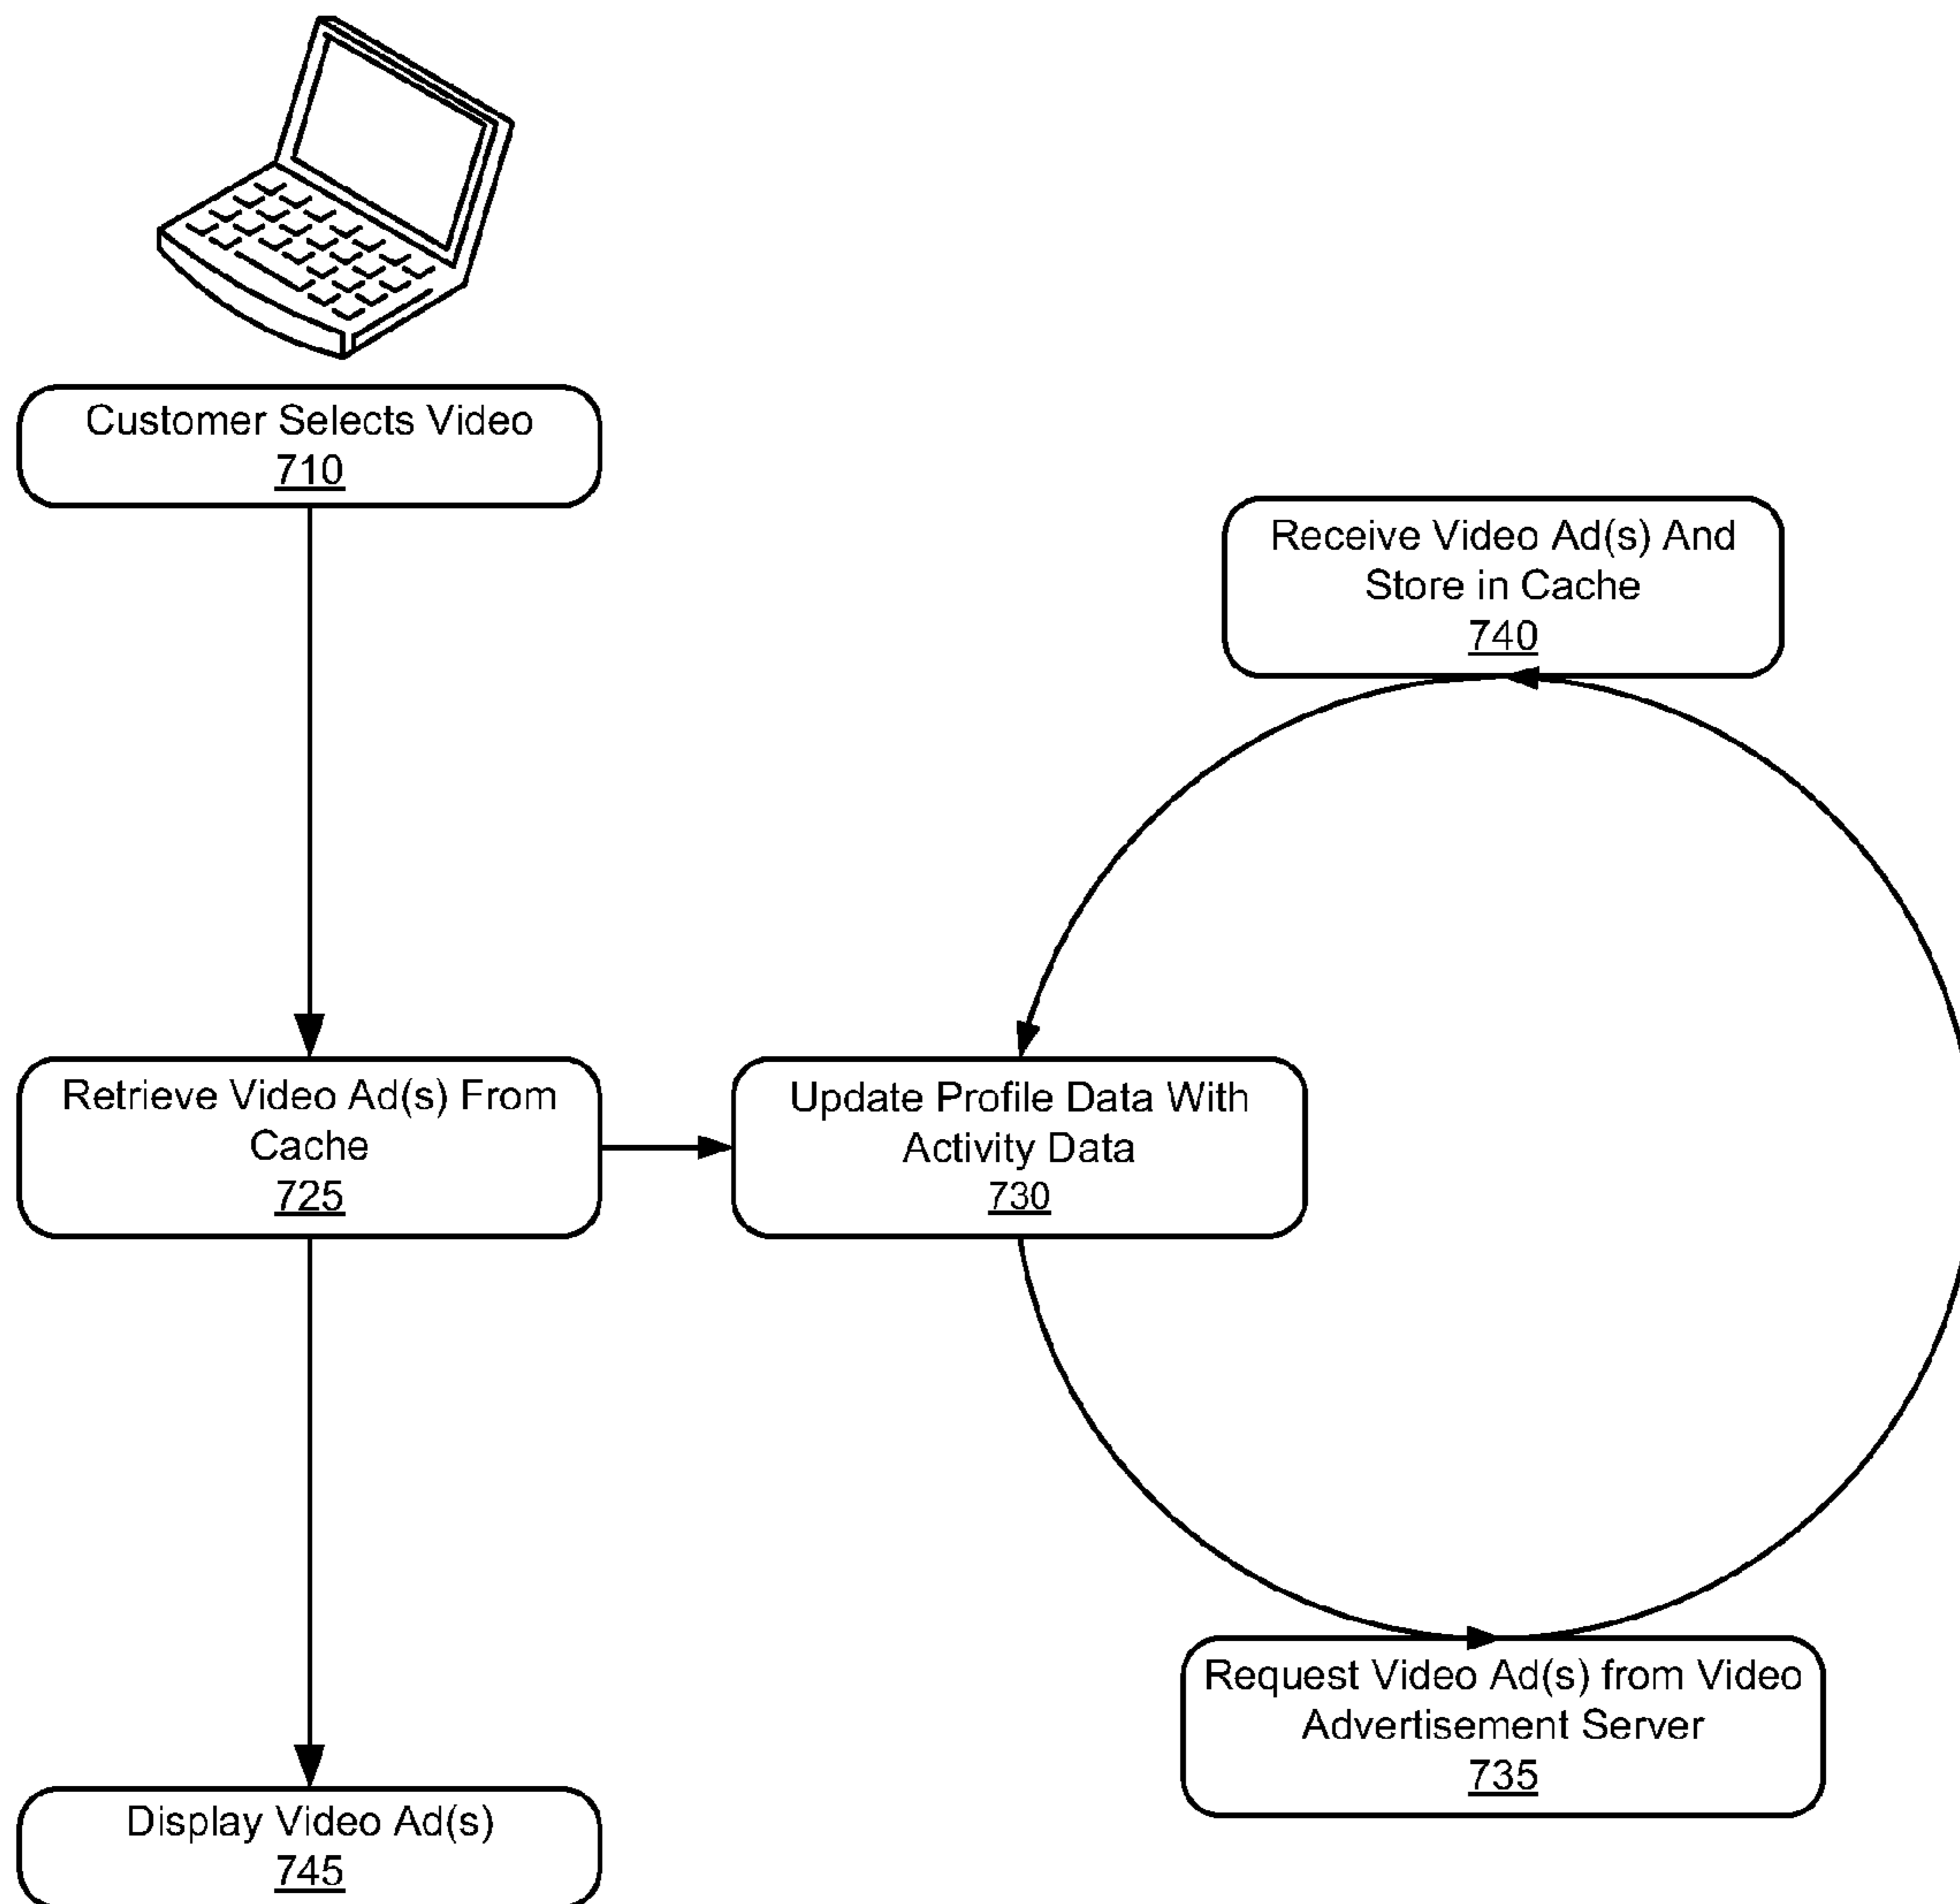 Customer Selects Video
710
Receive Video Ad(s) And
Store in Cache
740
Retrieve Video Ad(s) From
Cache
725
Update Profile Data With
Activity Data
730
Request Video Ad(s) from Video
Advertisement Server
735
Display Video Ad(s)
745